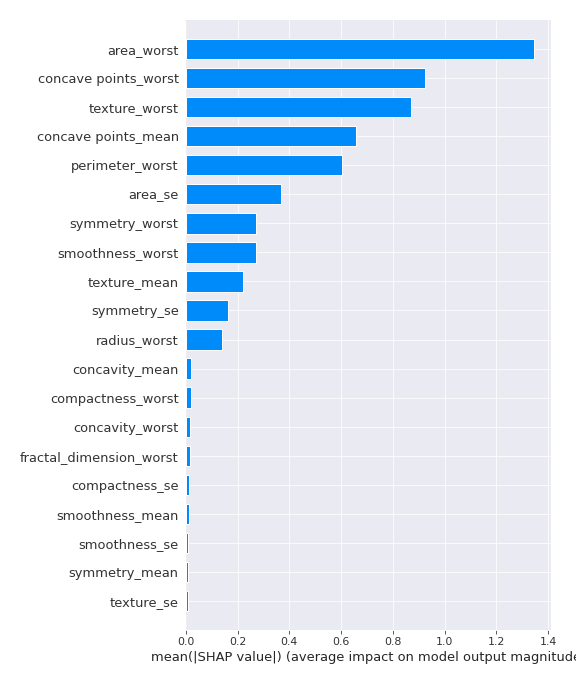 area_worst
concave points_worst
texture_worst
concave points_mean
perimeter_worst
area_se
symmetry_worst
smoothness_worst
texture_mean
symmetry_se
radius_worst
concavity_mean
compactness_worst
concavity_worst
fractal_dimension_worst
compactness_se
smoothness_mean
smoothness_se
symmetry_mean
texture_se
0.0 0.2 0.4 0.6 0.8 1.0 1.2 1.4
mean(|SHAP value|) (average impact on model output magnitude